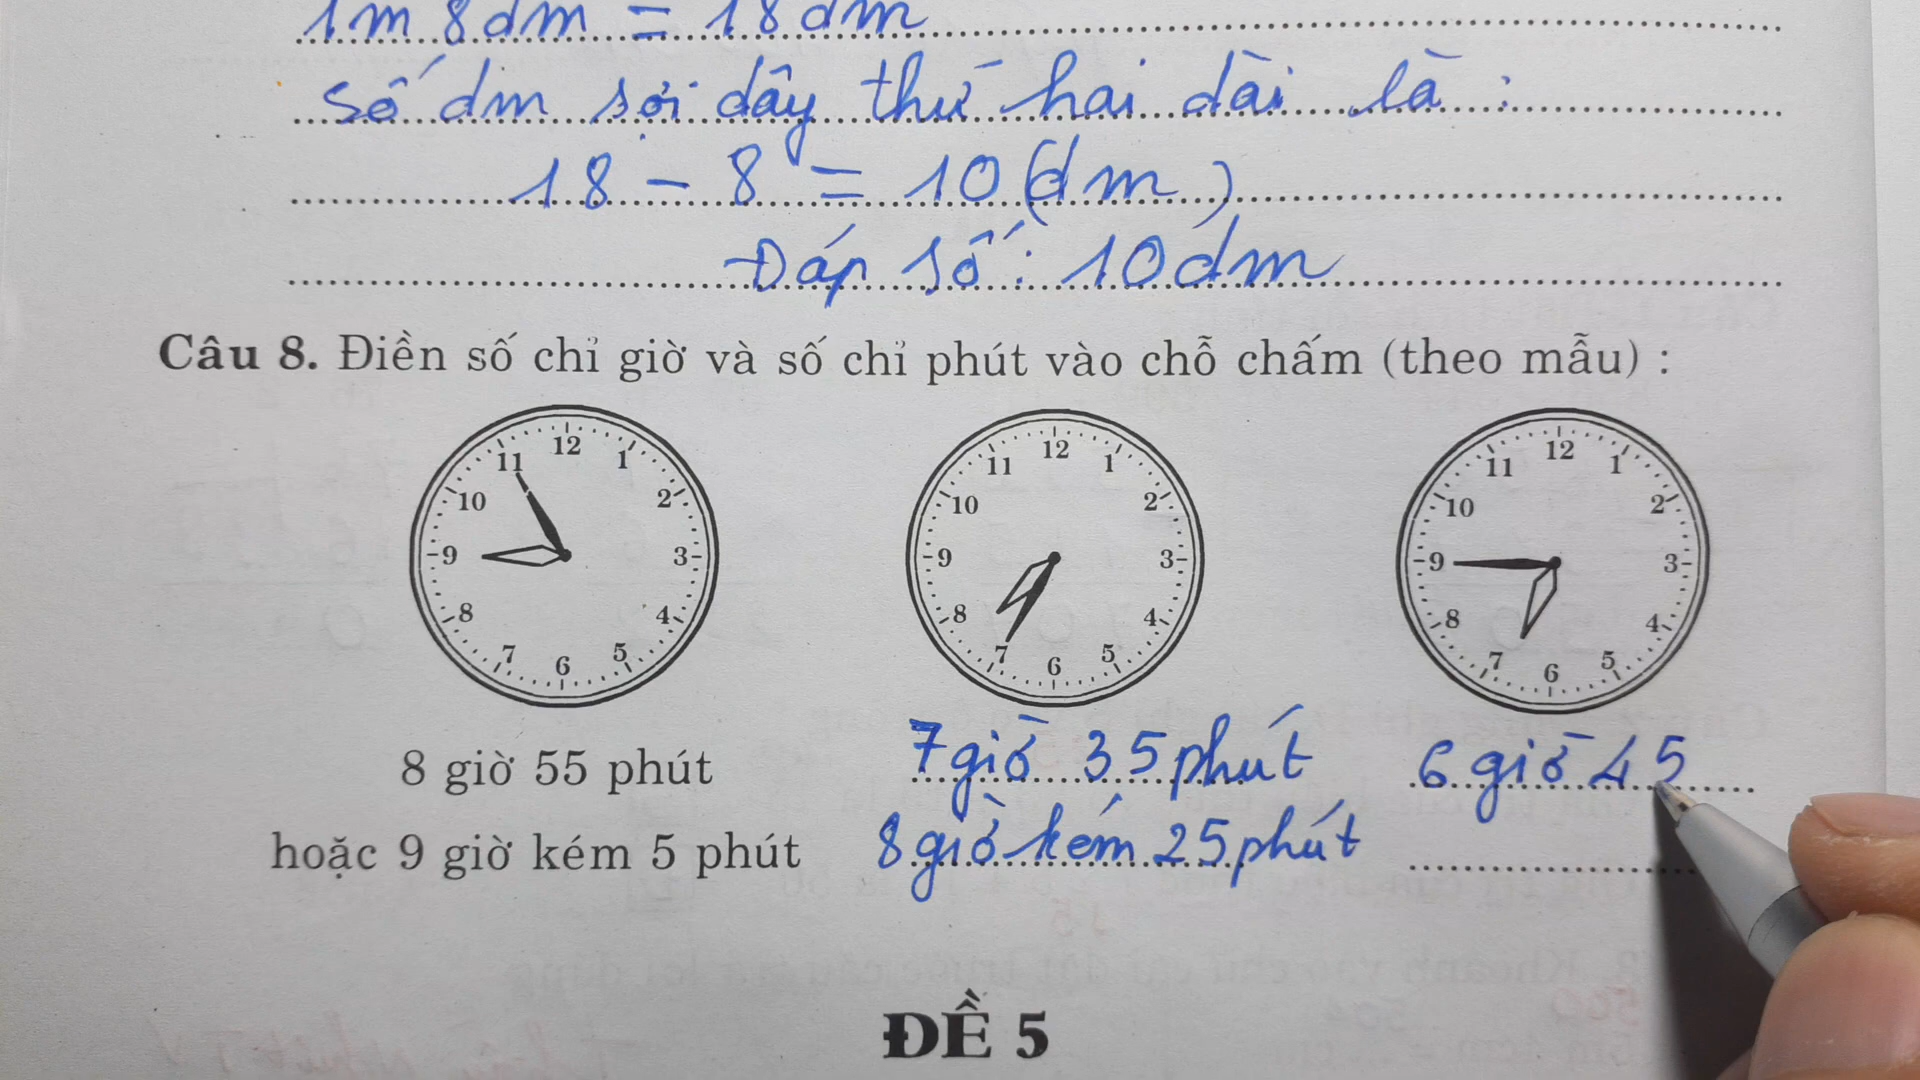 1m 8dm = 18dm
Số dm sợi dây thứ hai dài là :
18 - 8 = 10 (dm)
Đáp số : 10dm
Câu 8. Điền số chỉ giờ và số chỉ phút vào chỗ chấm (theo mẫu) :
12 1 2 3 4 5 6 7 8 9 10 11
12 1 2 3 4 5 6 7 8 9 10 11
12 1 2 3 4 5 6 7 8 9 10 11
8 giờ 55 phút
7 giờ 35 phút
6 giờ 45
hoặc 9 giờ kém 5 phút
8 giờ kém 25 phút
ĐỀ 5